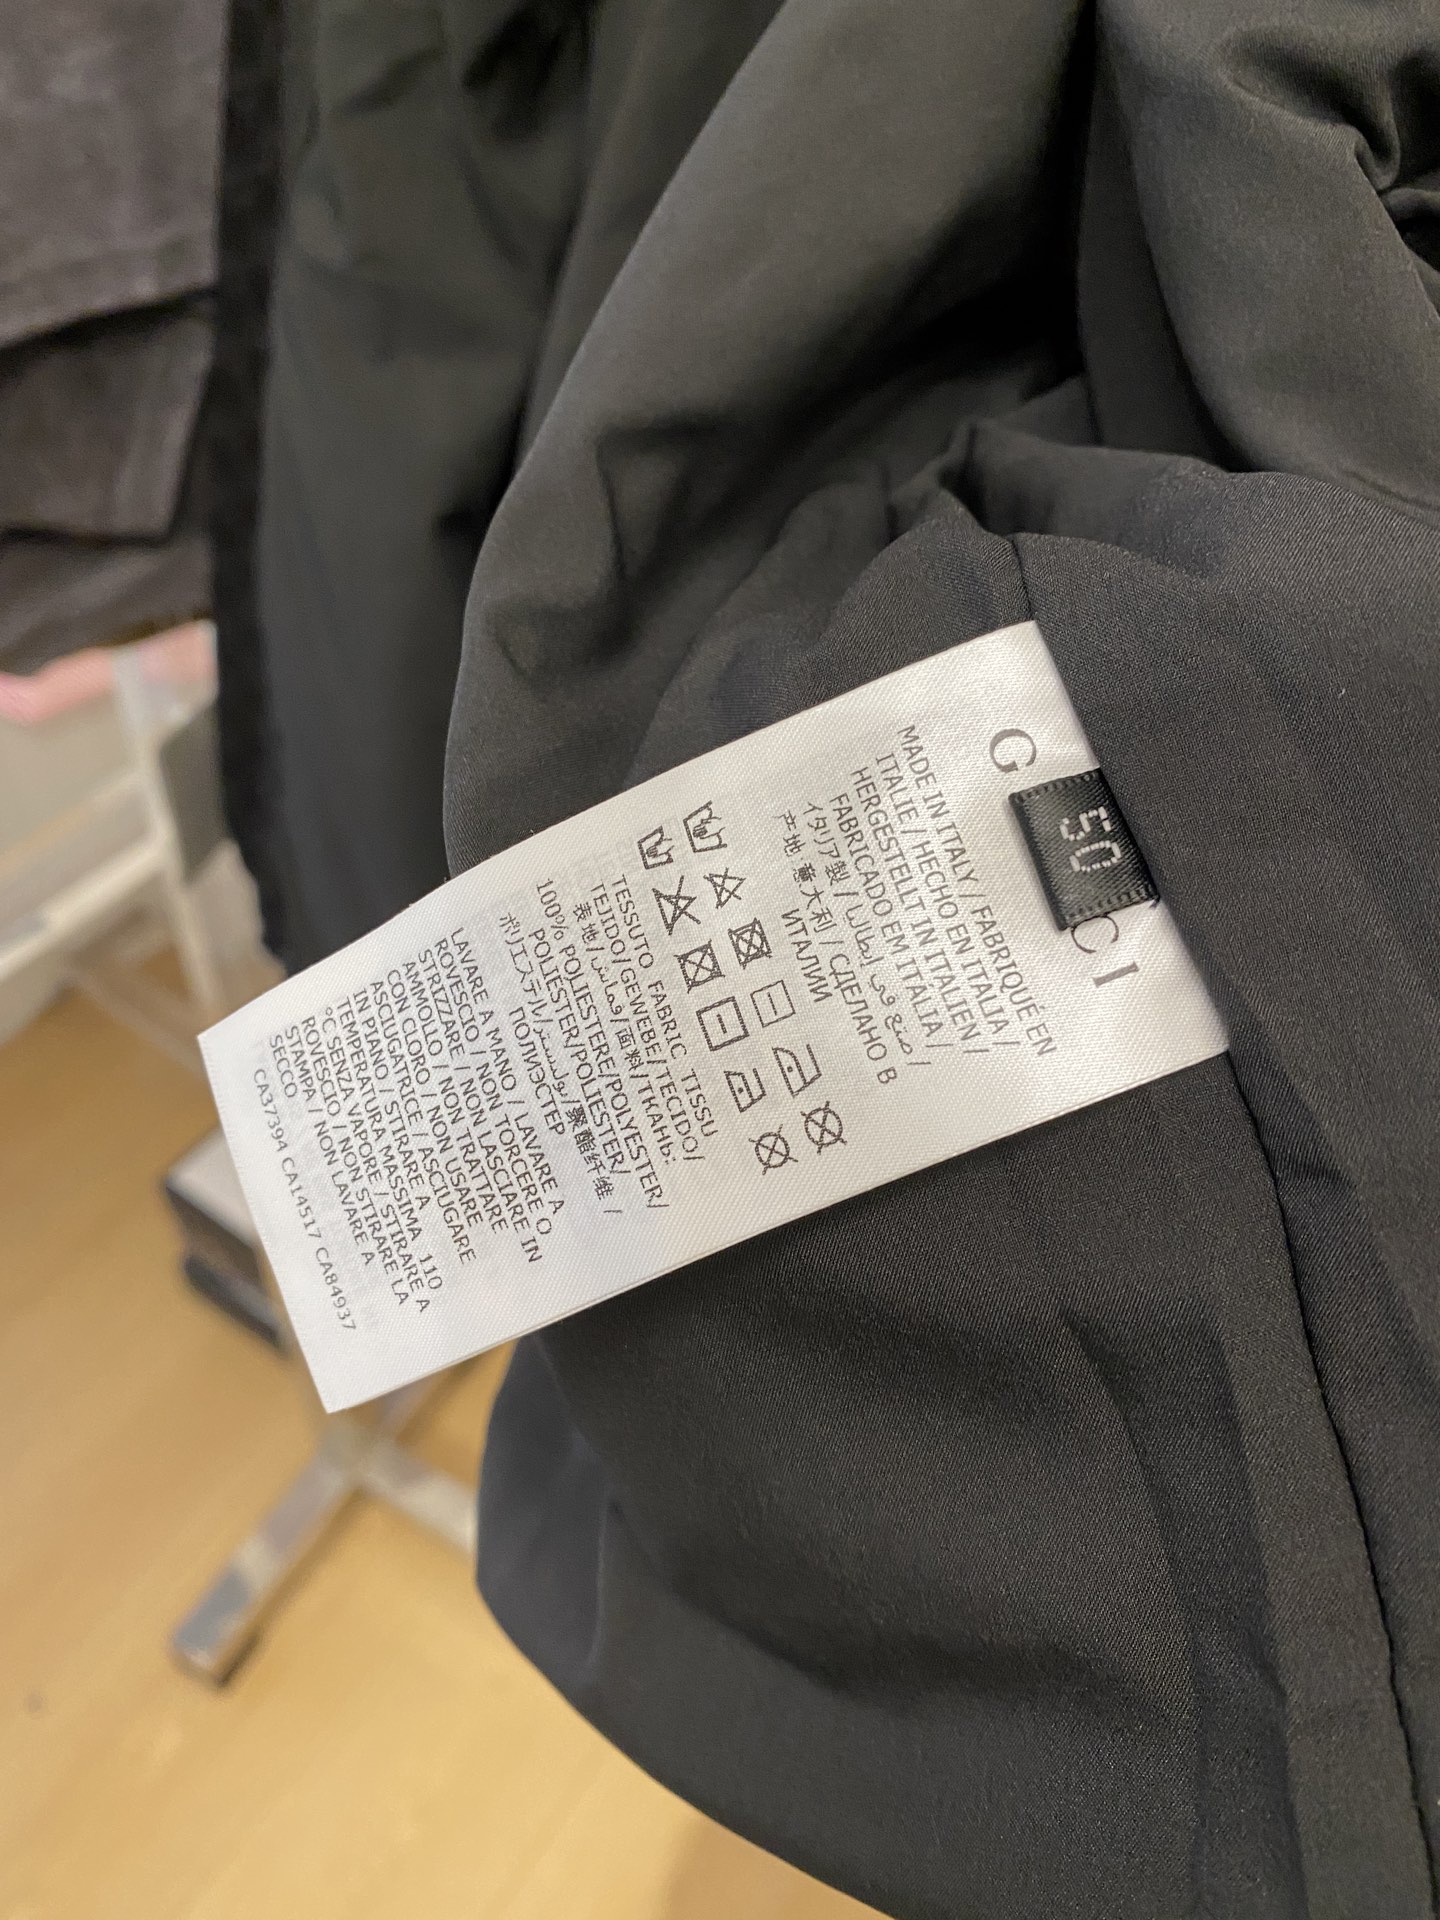 G CI
50
MADE IN ITALY / FABRIQUÉ EN
ITALIE / HECHO EN ITALIA /
HERGESTELLT IN ITALIEN /
FABRICADO EM ITALIA /
イタリア製 / صنع في إيطاليا /
产地 意大利 / СДЕЛАНО В
ИТАЛИИ
TESSUTO FABRIC TISSU
TEJIDO/GEWEBE/TECIDO/
表地/قماش/面料/ТКАНЬ:
100% POLIESTERE/POLYESTER/
POLIESTER/POLIESTER/
ポリエステル/بوليستر/聚酯纤维 /
ПОЛИЭСТЕР
LAVARE A MANO / LAVARE A
ROVESCIO / NON TORCERE O
STRIZZARE / NON LASCIARE IN
AMMOLLO / NON TRATTARE
CON CLORO / NON USARE
ASCIUGATRICE / ASCIUGARE
IN PIANO / STIRARE A
TEMPERATURA MASSIMA 110
°C SENZA VAPORE / STIRARE A
ROVESCIO / NON STIRARE LA
STAMPA / NON LAVARE A
SECCO
CA37394 CA14517 CA84937